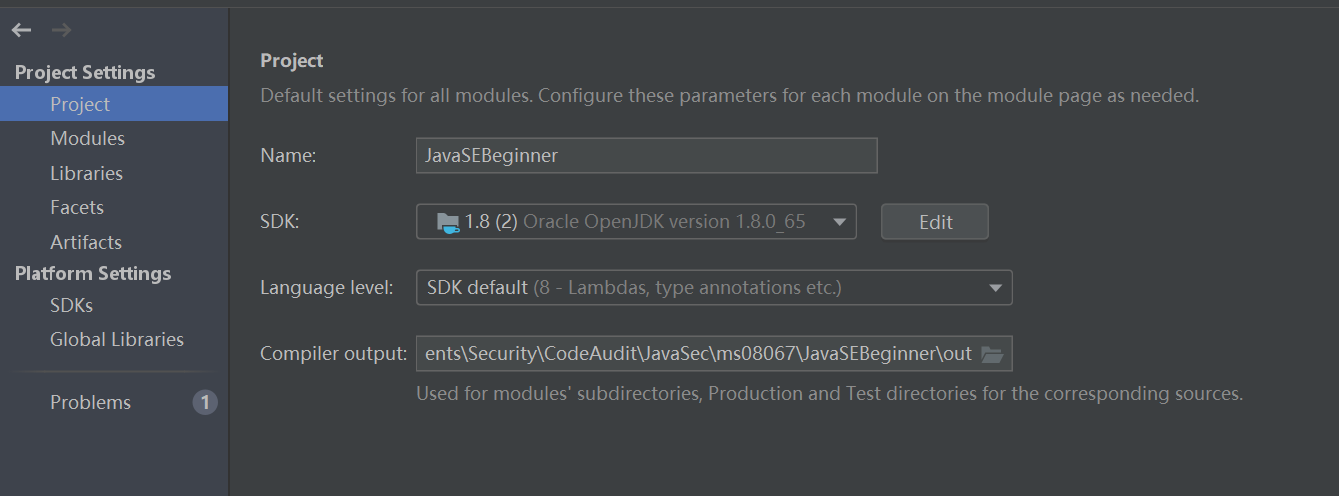 Project Settings
Project
Modules
Libraries
Facets
Artifacts
Platform Settings
SDKs
Global Libraries
Problems 1
Project
Default settings for all modules. Configure these parameters for each module on the module page as needed.
Name: JavaSEBeginner
SDK: 1.8 (2) Oracle OpenJDK version 1.8.0_65 Edit
Language level: SDK default (8 - Lambdas, type annotations etc.)
Compiler output: ents\Security\CodeAudit\JavaSec\ms08067\JavaSEBeginner\out
Used for modules' subdirectories, Production and Test directories for the corresponding sources.